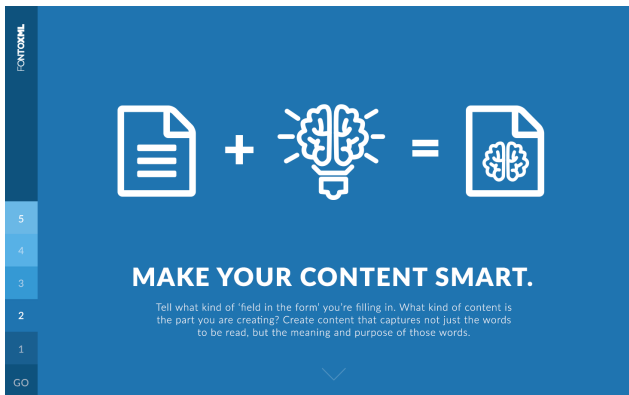 FONTOXML
5
4
3
2
1
GO
+
=
MAKE YOUR CONTENT SMART.
Tell what kind of 'field in the form' you're filling in. What kind of content is
the part you are creating? Create content that captures not just the words
to be read, but the meaning and purpose of those words.